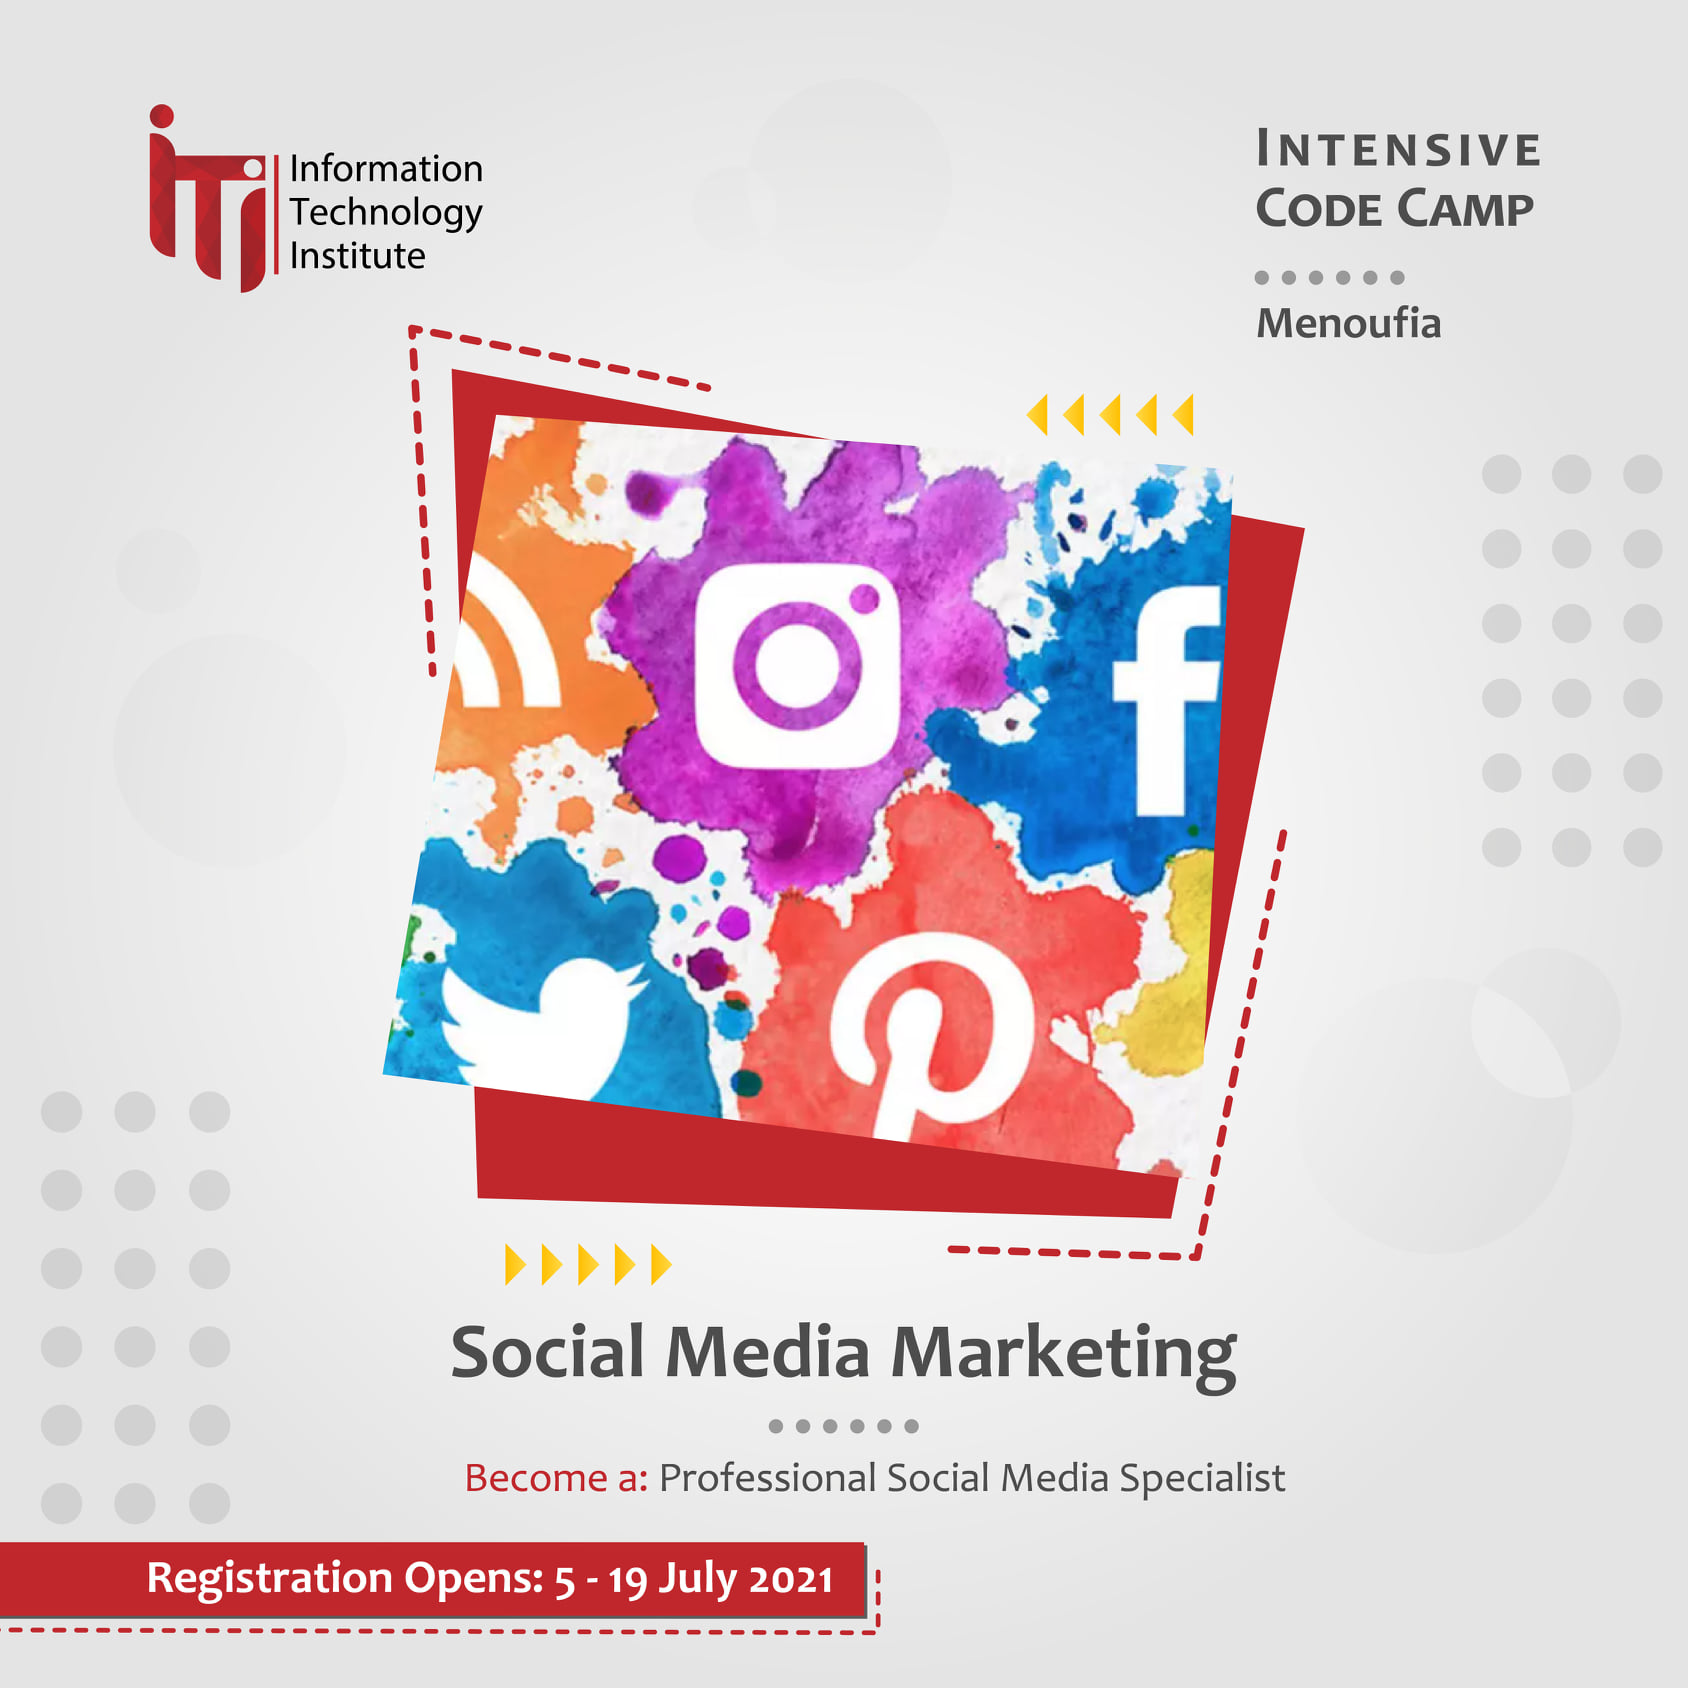 iTi
Information
Technology
Institute
INTENSIVE
CODE CAMP
Menoufia
Social Media Marketing
Become a: Professional Social Media Specialist
Registration Opens: 5 - 19 July 2021